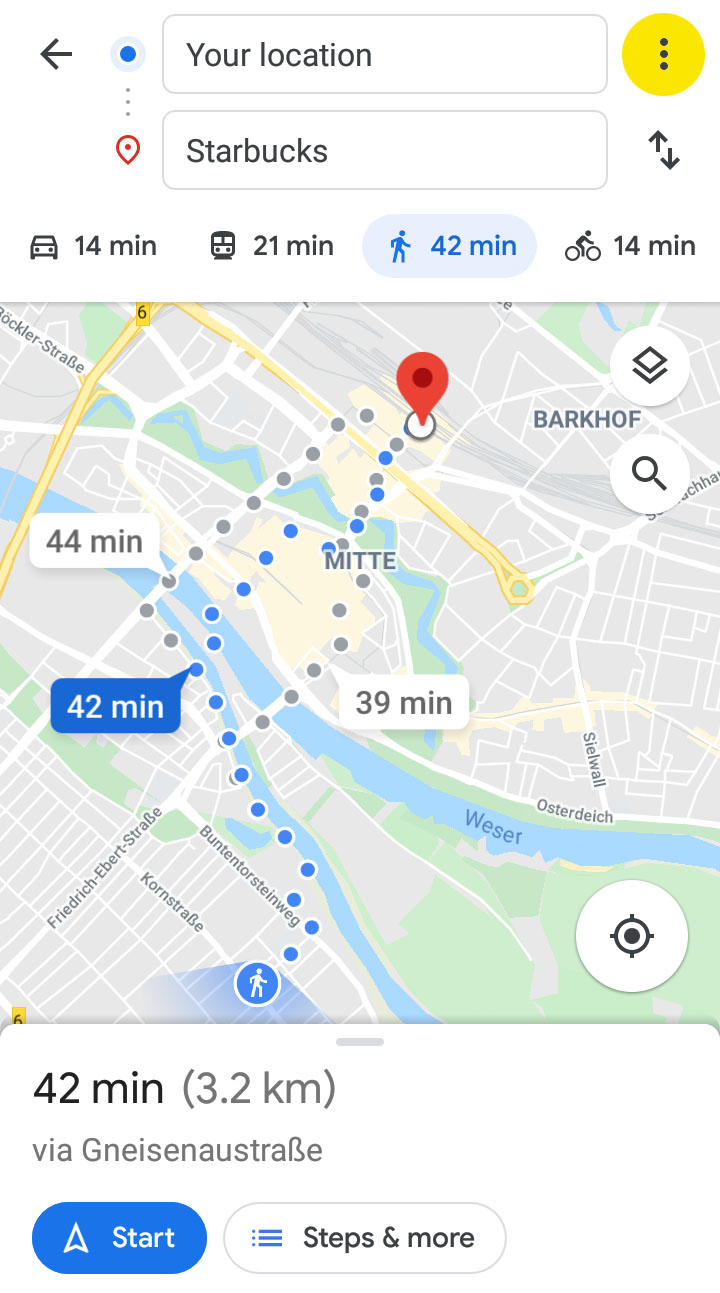 Your location
Starbucks
14 min
21 min
42 min
14 min
6
Böckler-Straße
BARKHOF
44 min
MITTE
42 min
39 min
Sielwall
Osterdeich
Weser
Friedrich-Ebert-Straße
Buntentorsteinweg
Kornstraße
6
42 min (3.2 km)
via Gneisenaustraße
Start
Steps & more